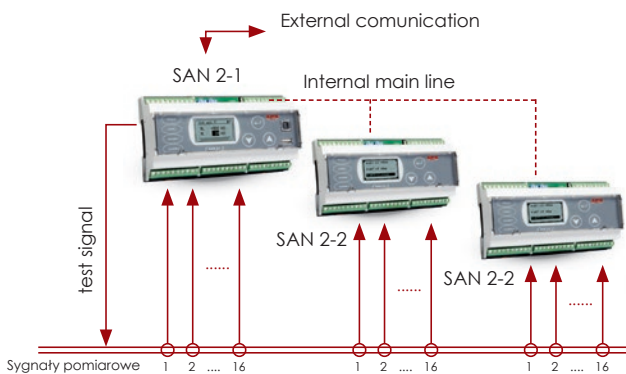 External comunication
SAN 2-1
Internal main line
SAN 2-2
SAN 2-2
test signal
......
......
......
Sygnały pomiarowe 1 2 .... 16 1 2 .... 16 1 2 .... 16